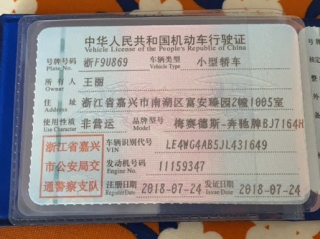 中华人民共和国机动车行驶证
Vehicle License of the People's Republic of China
号牌号码 浙F9U869 车辆类型 小型轿车
Plate No. Vehicle Type
所有人 王丽
Owner
住址 浙江省嘉兴市南湖区富安臻园2幢1005室
Address
使用性质 非营运 品牌型号 梅赛德斯-奔驰牌BJ7164H
Use Character Model
浙江省嘉兴 车辆识别代号 LE4WG4AB5JL431649
VIN
市公安局交 发动机号码 11159347
Engine No.
通警察支队 注册日期 2018-07-24 发证日期 2018-07-24
Register Date Issue Date